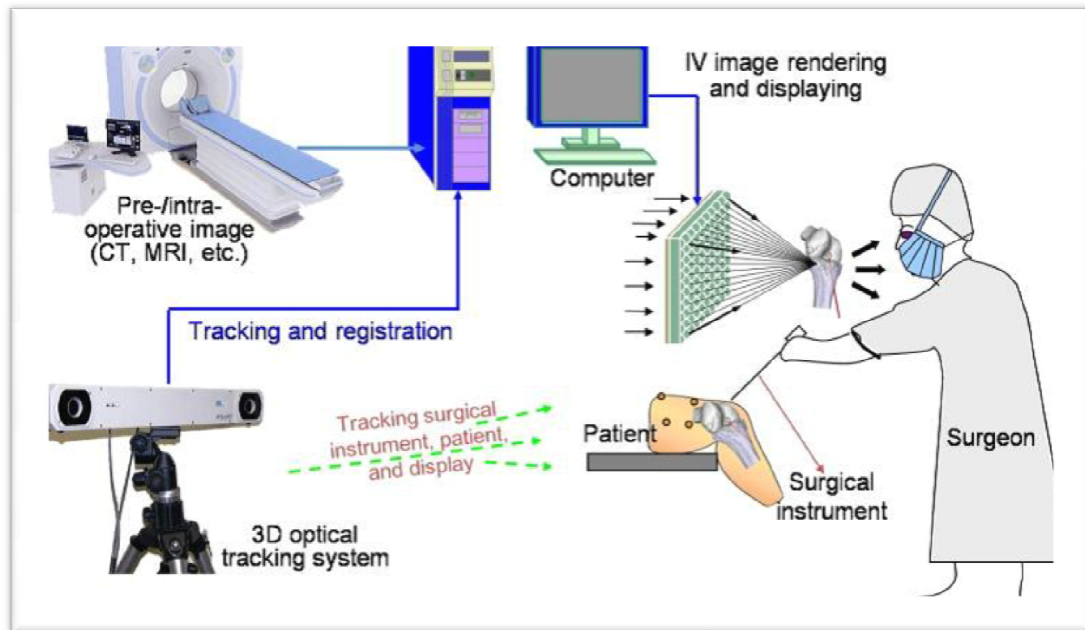 IV image rendering
and displaying
Computer
Pre-/intra-
operative image
(CT, MRI, etc.)
Tracking and registration
Tracking surgical
instrument, patient,
and display
Patient
Surgeon
Surgical
instrument
3D optical
tracking system